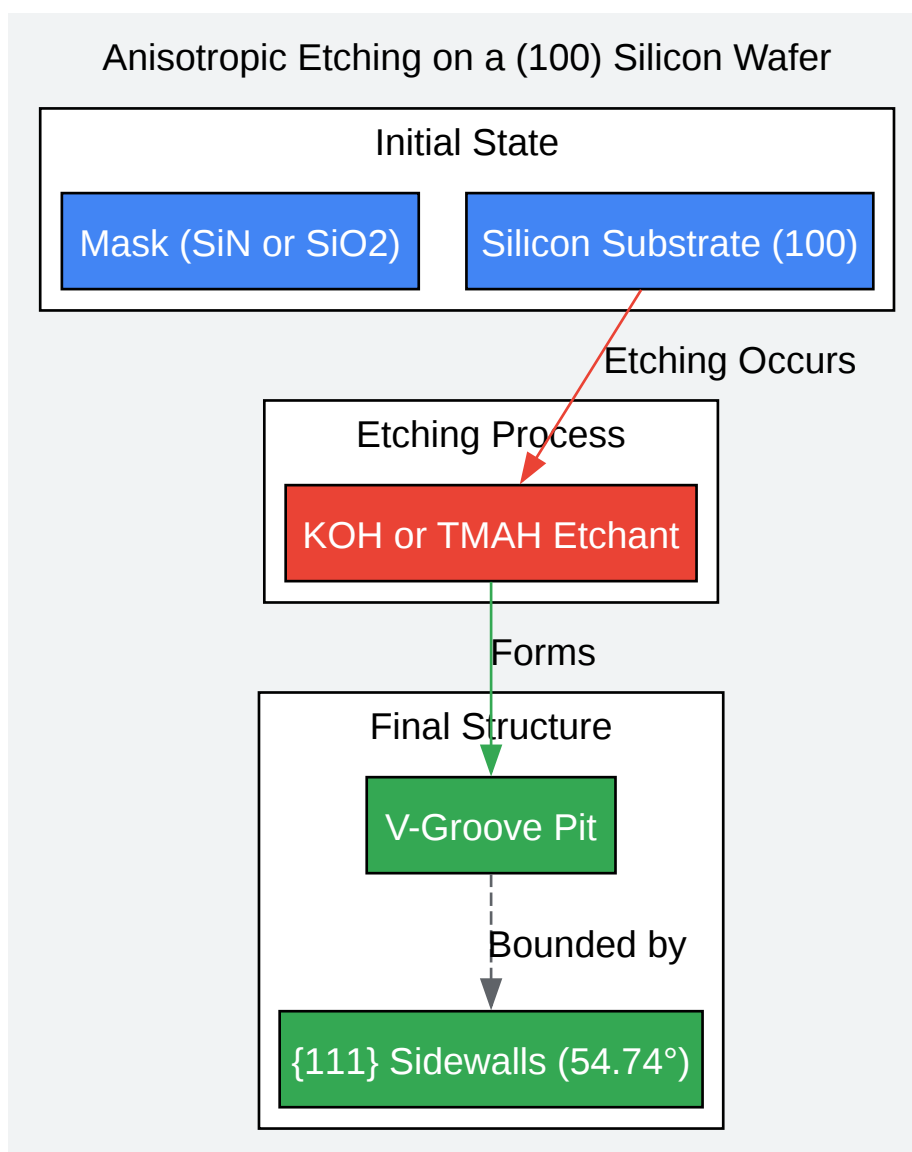 Anisotropic Etching on a (100) Silicon Wafer
Initial State
Mask (SiN or SiO2)
Silicon Substrate (100)
Etching Occurs
Etching Process
KOH or TMAH Etchant
Forms
Final Structure
V-Groove Pit
Bounded by
{111} Sidewalls (54.74°)